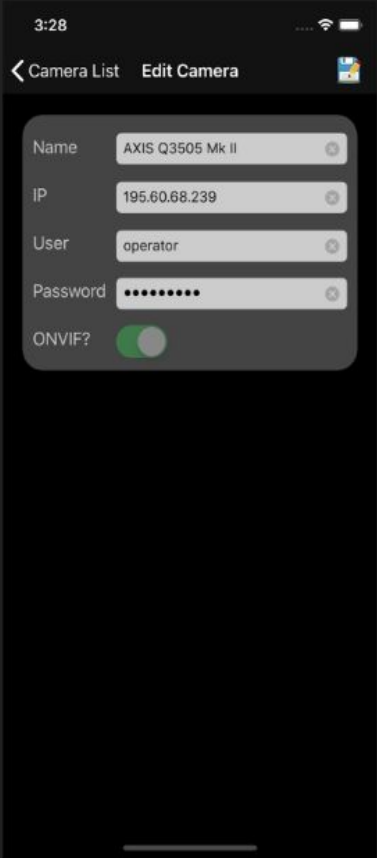 3:28
Camera List Edit Camera
Name AXIS Q3505 Mk II
IP 195.60.68.239
User operator
Password •••••••••
ONVIF?